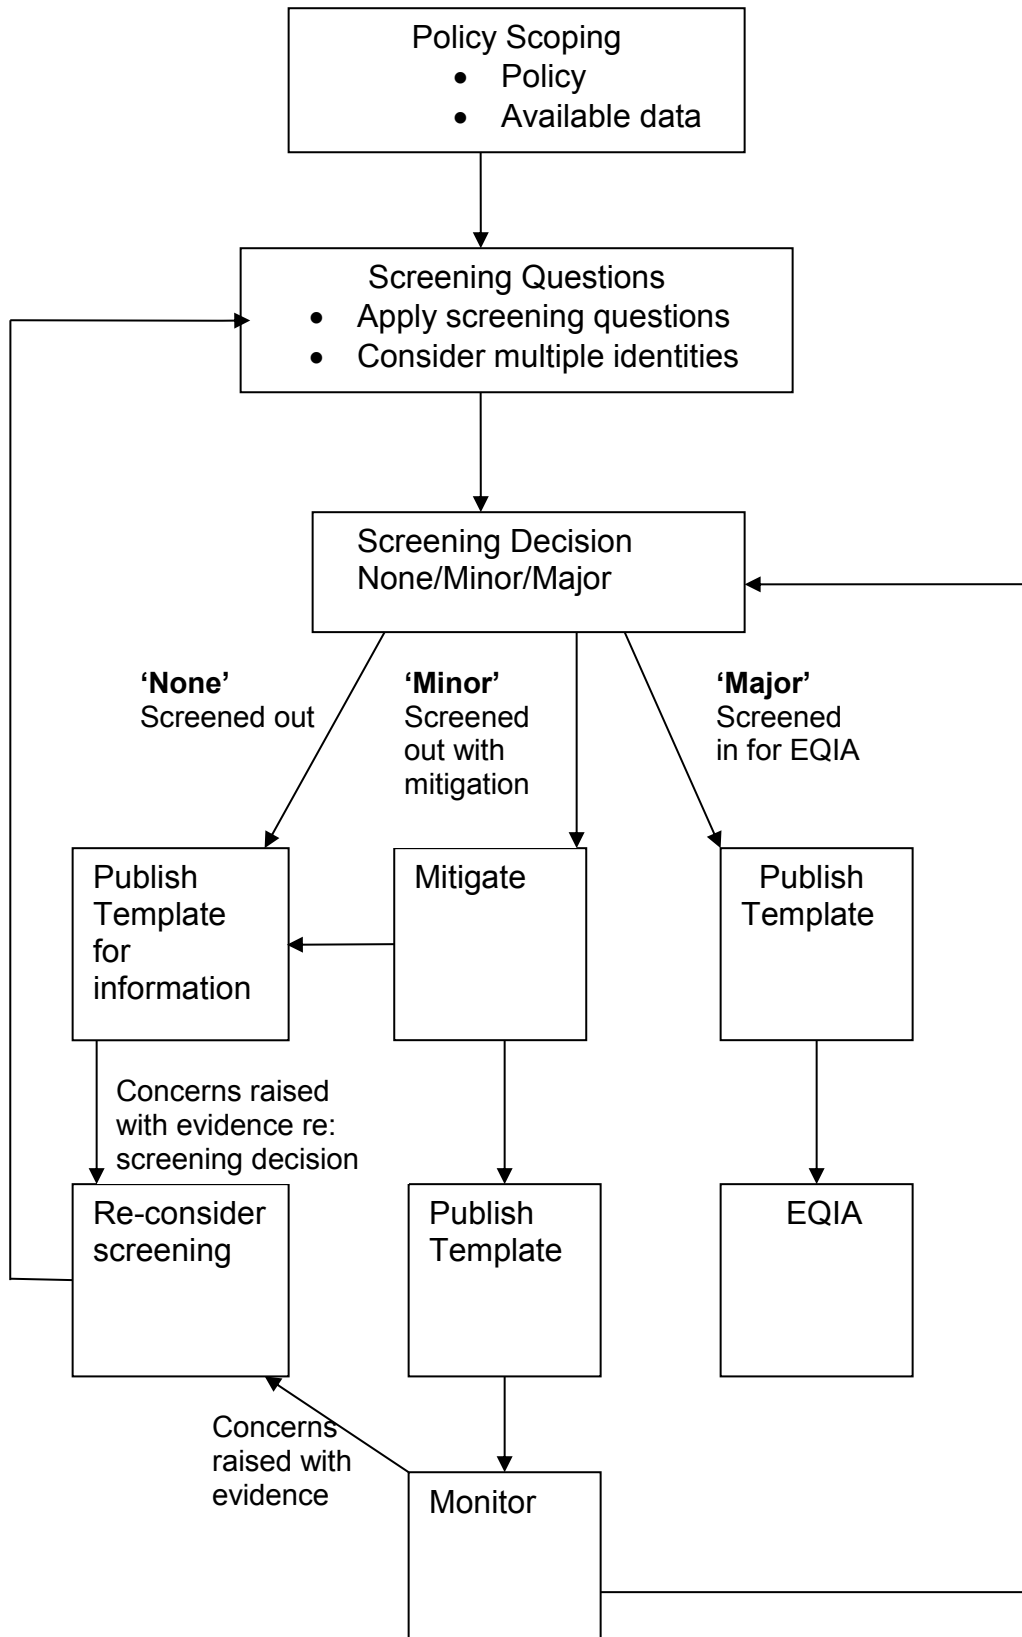 Policy Scoping
• Policy
• Available data
Screening Questions
• Apply screening questions
• Consider multiple identities
Screening Decision
None/Minor/Major
‘None’
Screened out
‘Minor’
Screened
out with
mitigation
‘Major’
Screened
in for EQIA
Publish
Template
for
information
Mitigate
Publish
Template
Concerns raised
with evidence re:
screening decision
Re-consider
screening
Publish
Template
EQIA
Concerns
raised with
evidence
Monitor